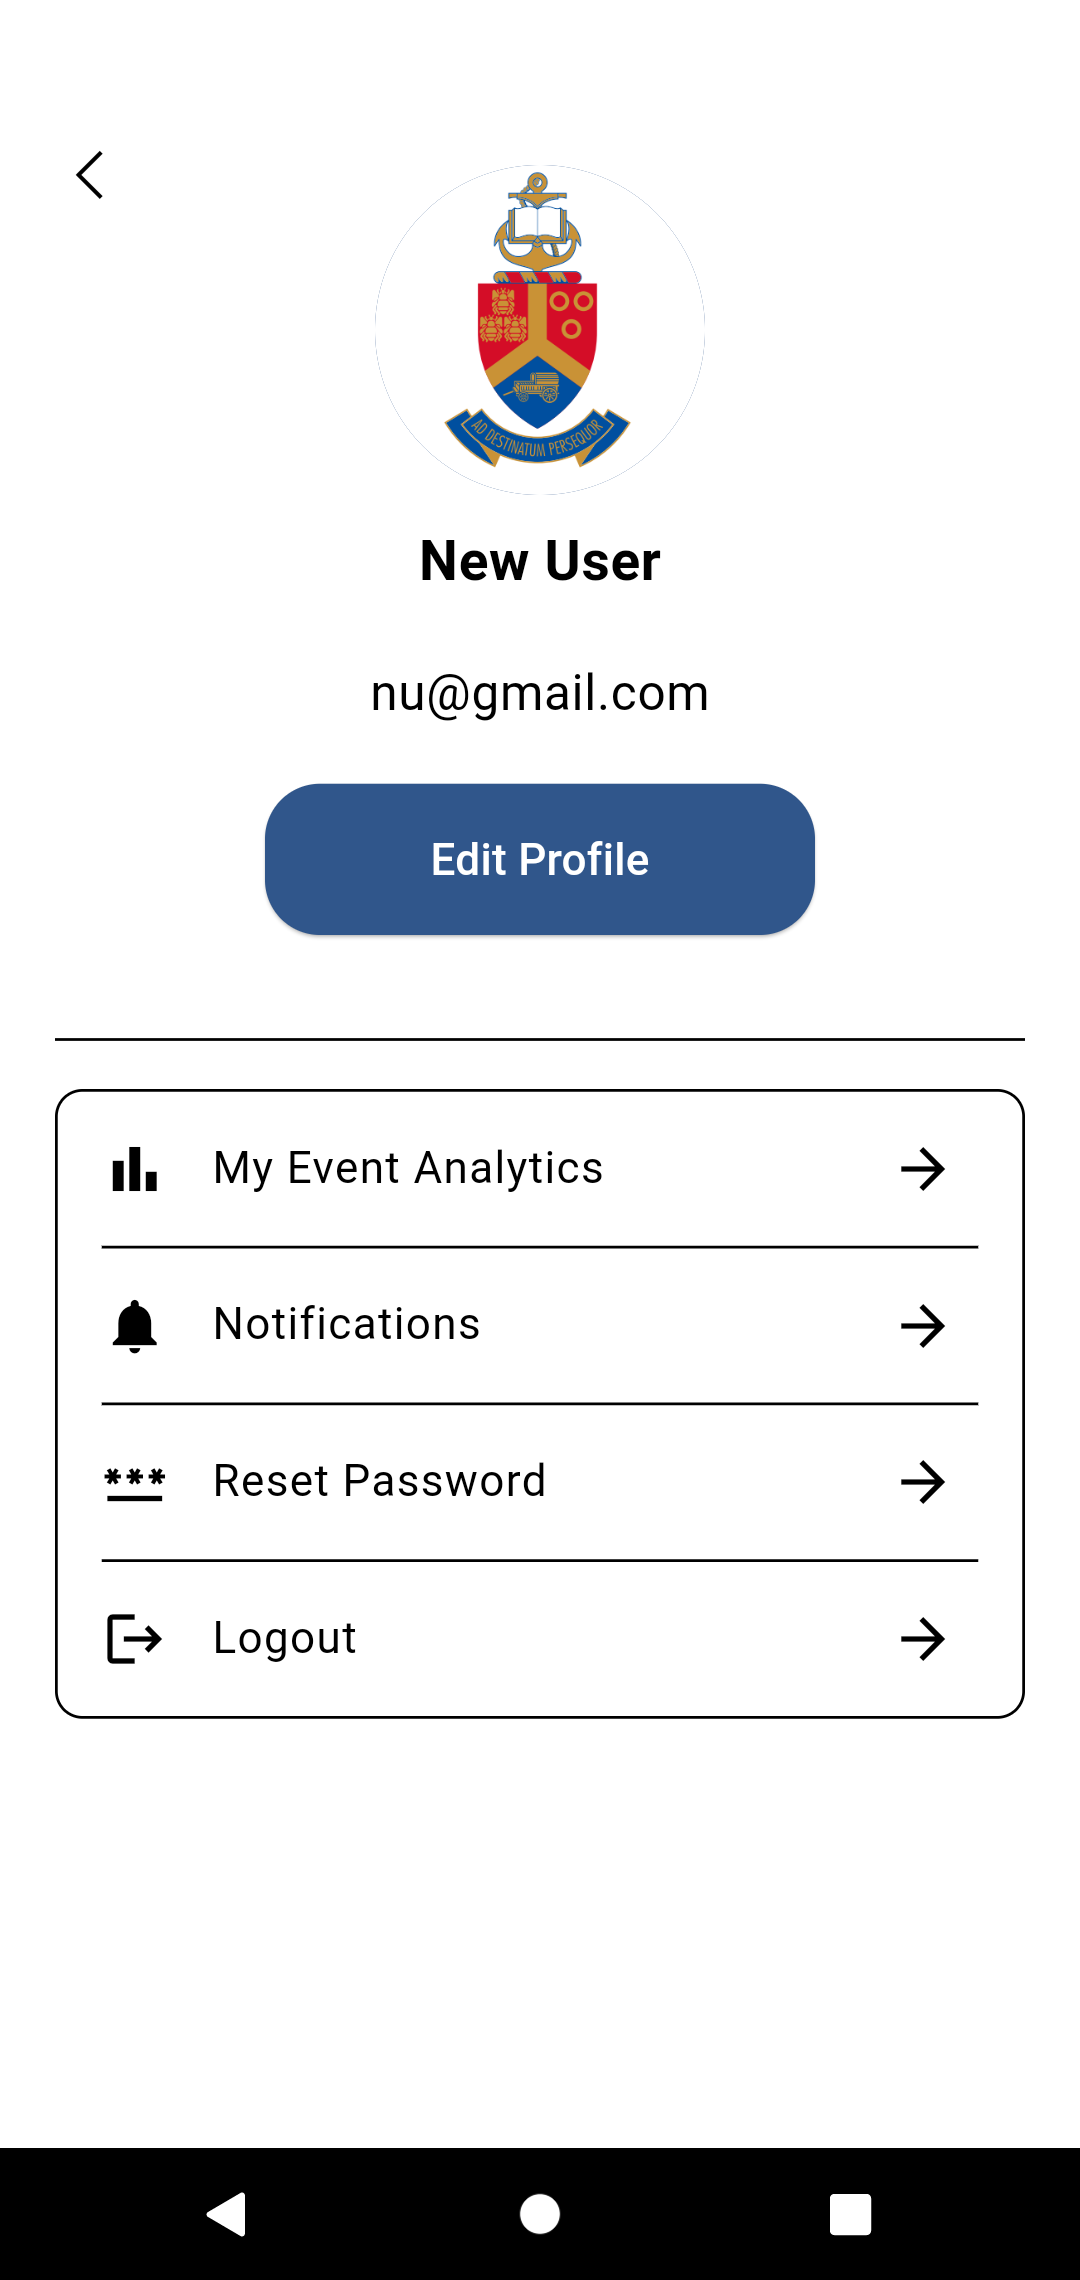 AD DESTINATUM PERSEQUOR
New User
nu@gmail.com
Edit Profile
My Event Analytics
Notifications
***
Reset Password
Logout